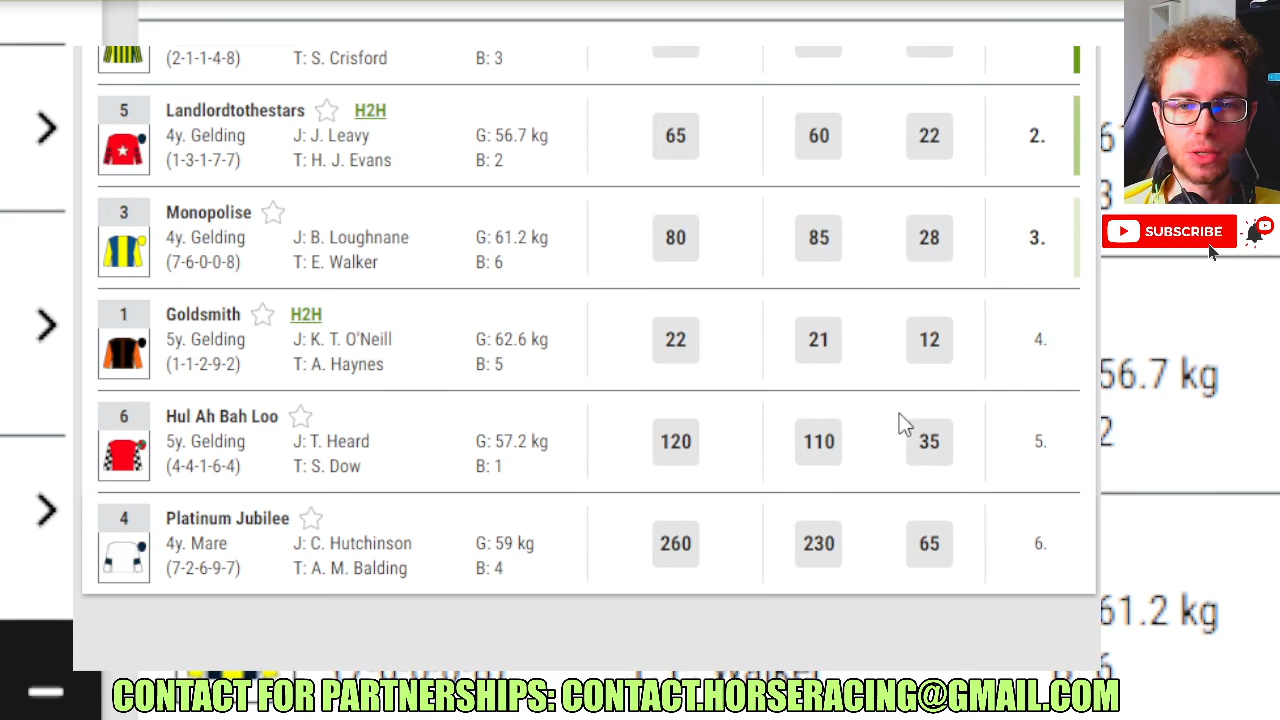 (2-1-1-4-8) T: S. Crisford B: 3
5 Landlordtothestars H2H
4y. Gelding J: J. Leavy G: 56.7 kg 65 60 22 2.
(1-3-1-7-7) T: H. J. Evans B: 2
3 Monopolise
4y. Gelding J: B. Loughnane G: 61.2 kg 80 85 28 3.
(7-6-0-0-8) T: E. Walker B: 6
1 Goldsmith H2H
5y. Gelding J: K. T. O'Neill G: 62.6 kg 22 21 12 4.
(1-1-2-9-2) T: A. Haynes B: 5
6 Hul Ah Bah Loo
5y. Gelding J: T. Heard G: 57.2 kg 120 110 35 5.
(4-4-1-6-4) T: S. Dow B: 1
4 Platinum Jubilee
4y. Mare J: C. Hutchinson G: 59 kg 260 230 65 6.
(7-2-6-9-7) T: A. M. Balding B: 4
SUBSCRIBE
56.7 kg
2
61.2 kg
6
CONTACT FOR PARTNERSHIPS: CONTACT.HORSERACING@GMAIL.COM